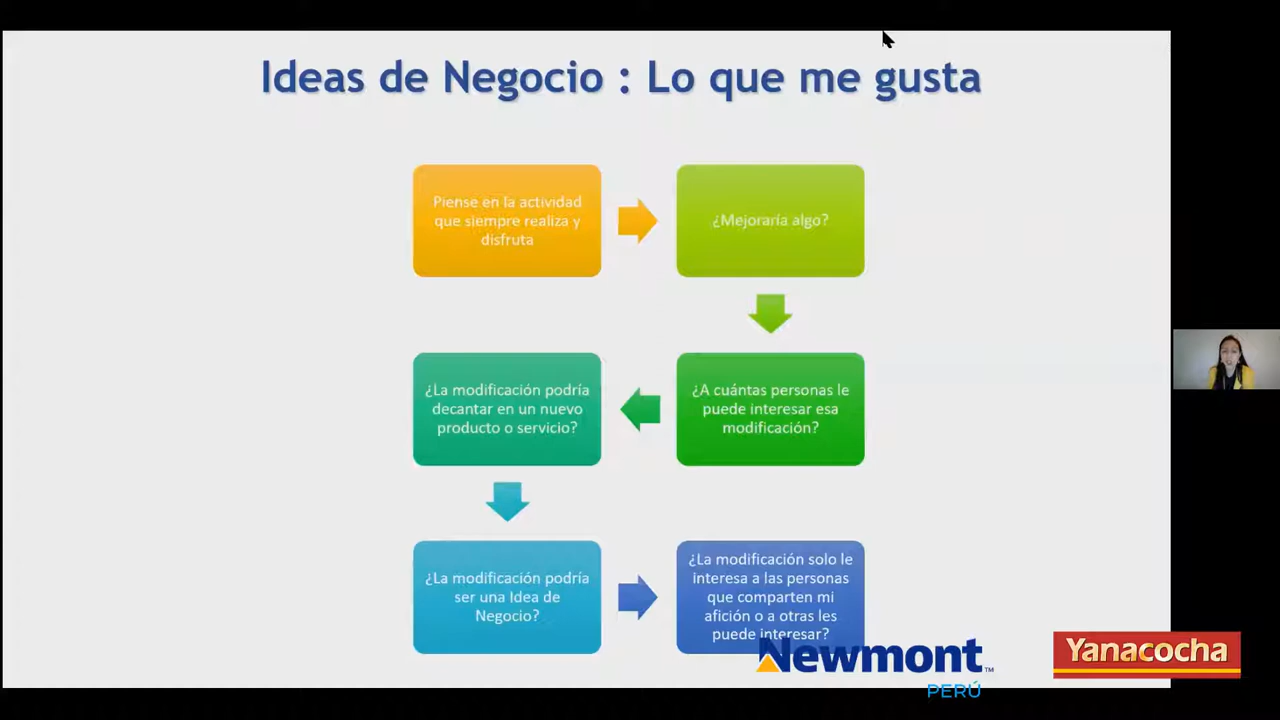 Ideas de Negocio : Lo que me gusta
Piense en la actividad
que siempre realiza y
disfruta
¿Mejoraría algo?
¿A cuántas personas le
puede interesar esa
modificación?
¿La modificación podría
decantar en un nuevo
producto o servicio?
¿La modificación podría
ser una Idea de
Negocio?
¿La modificación solo le
interesa a las personas
que comparten mi
afición o a otras les
puede interesar?
Newmont™
PERÚ
Yanacocha